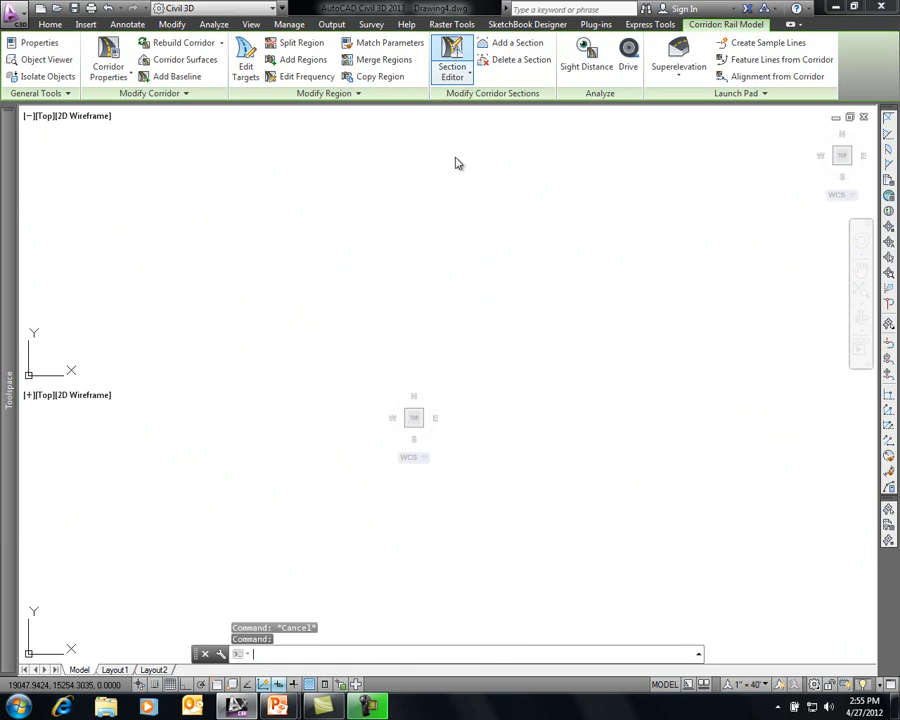 Civil 3D
AutoCAD Civil 3D 2013 Drawing4.dwg
Type a keyword or phrase
Sign In
C3D
Home Insert Annotate Modify Analyze View Manage Output Survey Help Raster Tools SketchBook Designer Plug-ins Express Tools Corridor: Rail Model
Properties
Object Viewer
Isolate Objects
General Tools
Corridor Properties
Rebuild Corridor
Corridor Surfaces
Add Baseline
Modify Corridor
Edit Targets
Split Region
Add Regions
Edit Frequency
Match Parameters
Merge Regions
Copy Region
Modify Region
Section Editor
Add a Section
Delete a Section
Modify Corridor Sections
Sight Distance
Drive
Analyze
Superelevation
Create Sample Lines
Feature Lines from Corridor
Alignment from Corridor
Launch Pad
[−][Top][2D Wireframe]
N
W TOP E
S
WCS
Y
X
[+][Top][2D Wireframe]
W TOP E
S
WCS
Toolspace
Y
X
Command: *Cancel*
Command:
Model Layout1 Layout2
19047.9424, 15254.3035, 0.0000
MODEL
1" = 40'
2:55 PM
4/27/2012